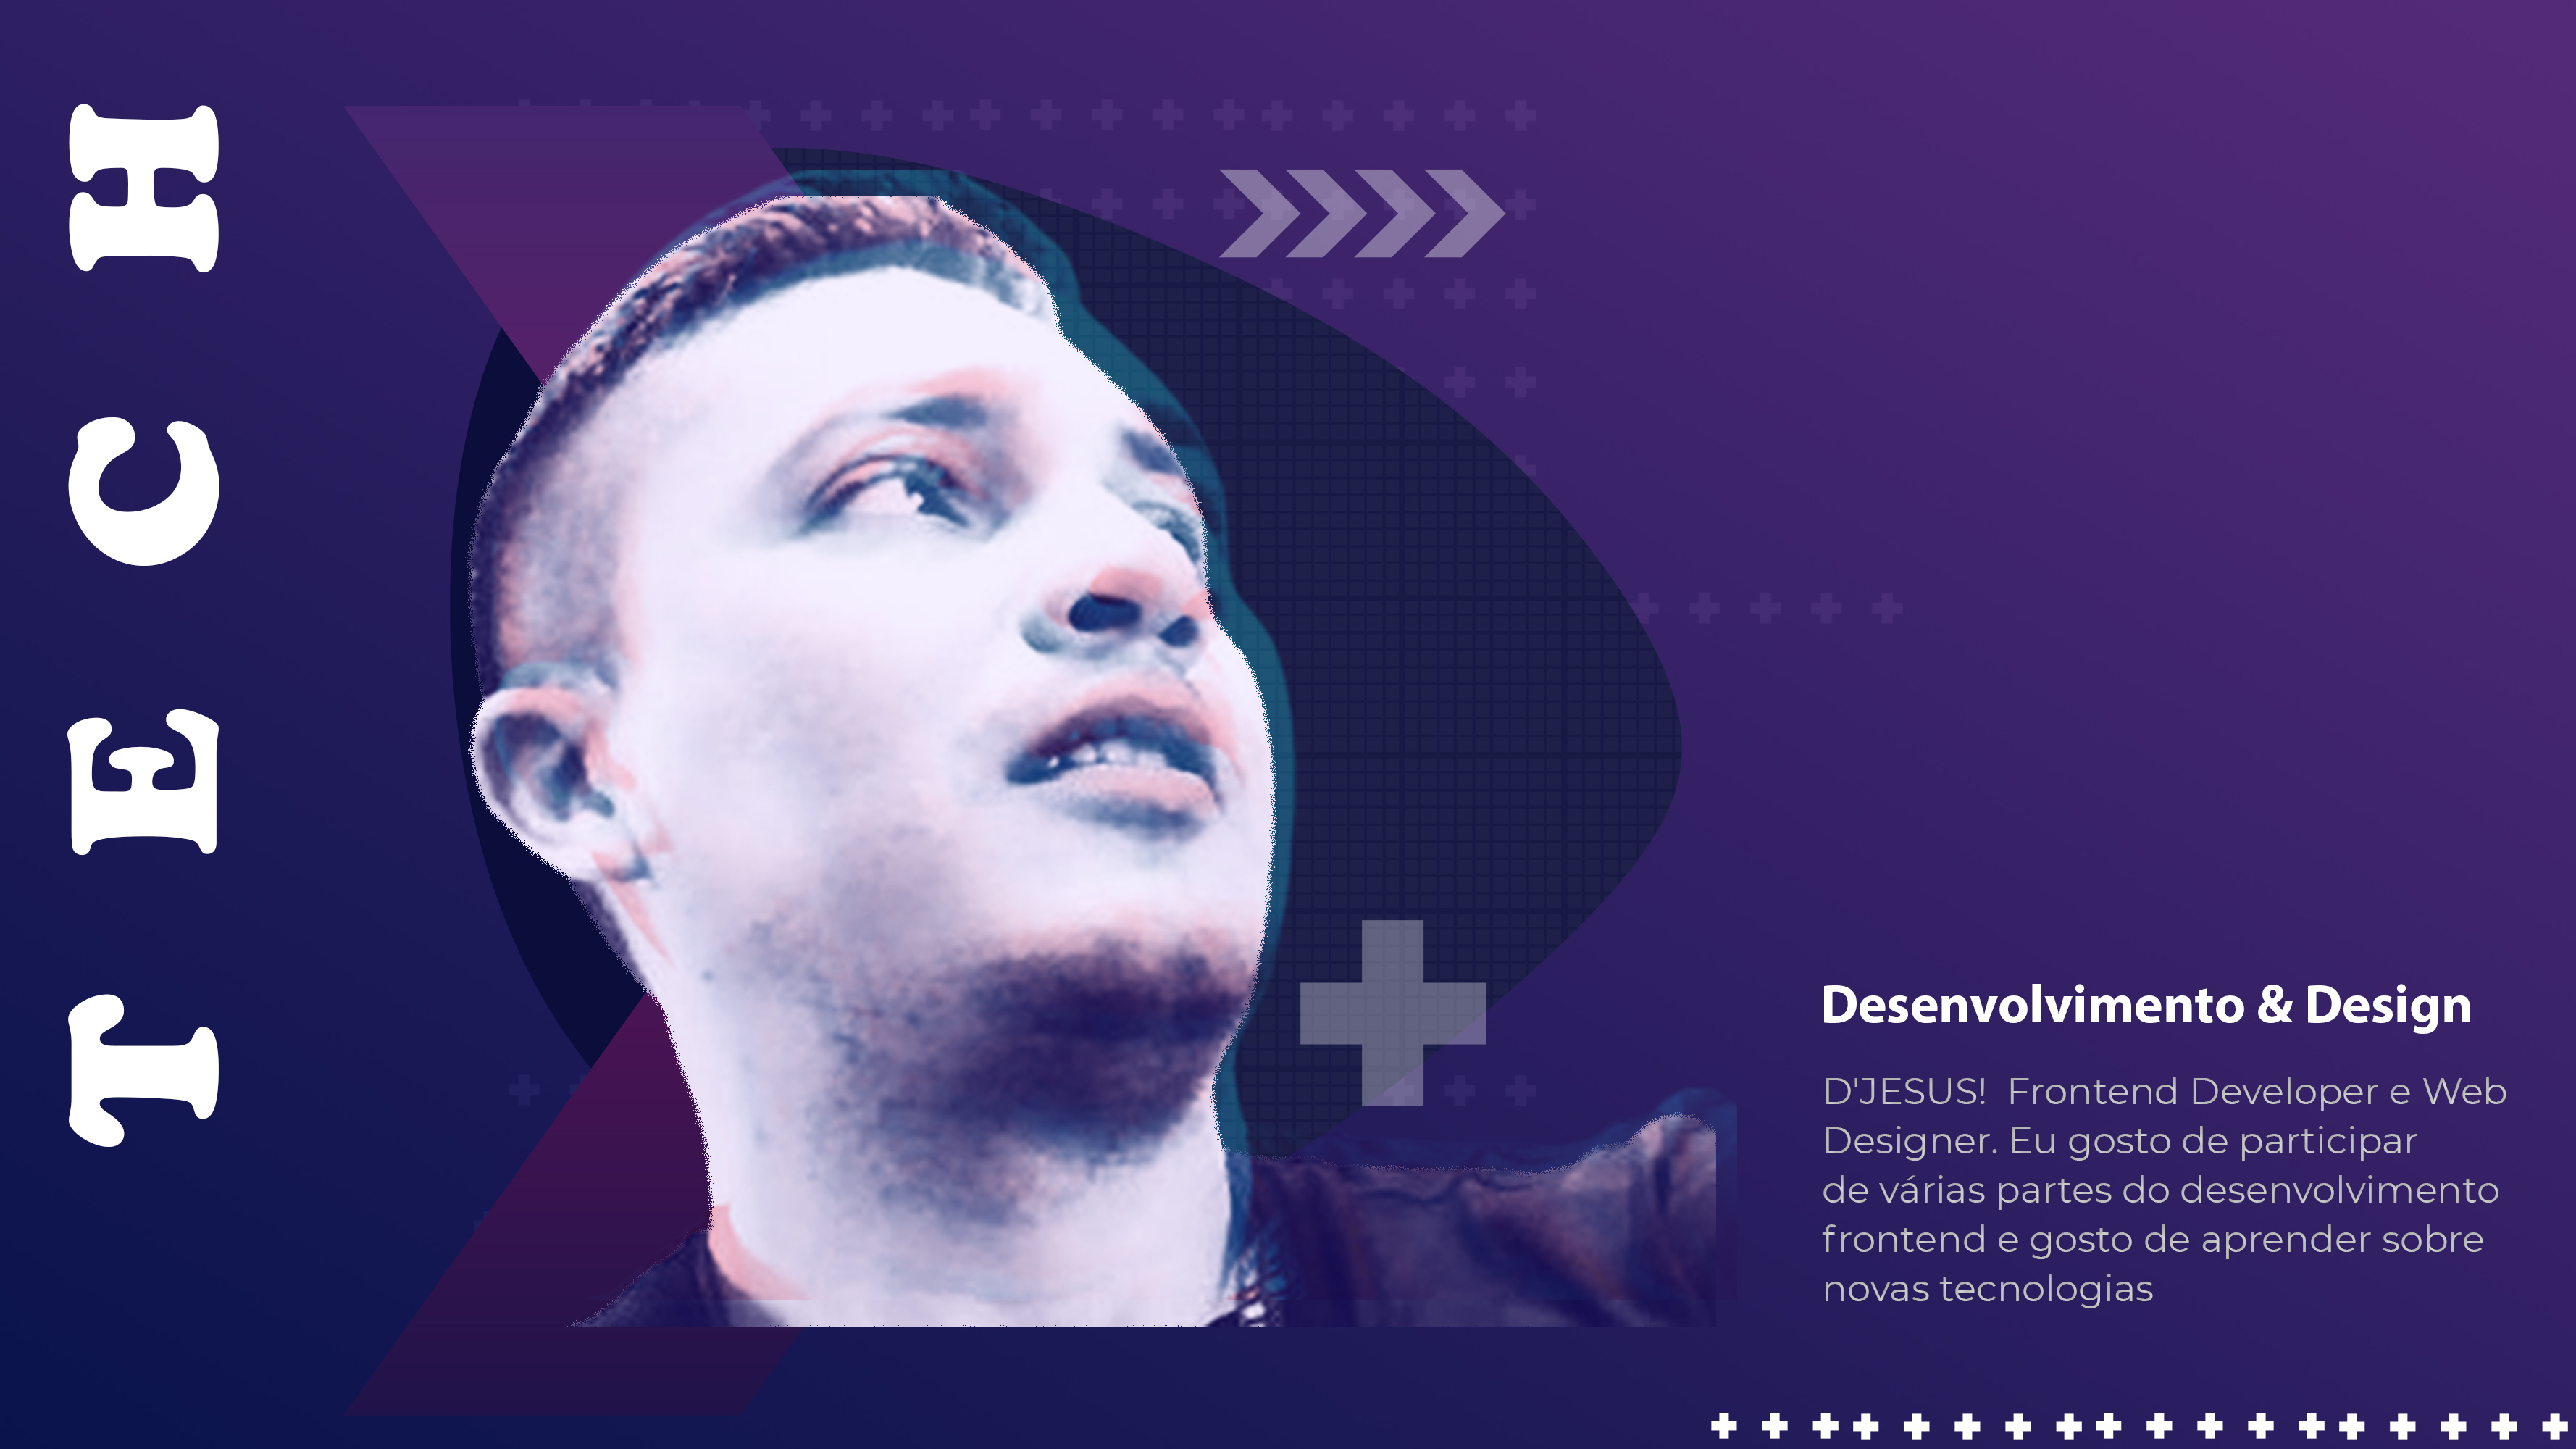 TECH
Desenvolvimento & Design
D'JESUS! Frontend Developer e Web
Designer. Eu gosto de participar
de várias partes do desenvolvimento
frontend e gosto de aprender sobre
novas tecnologias